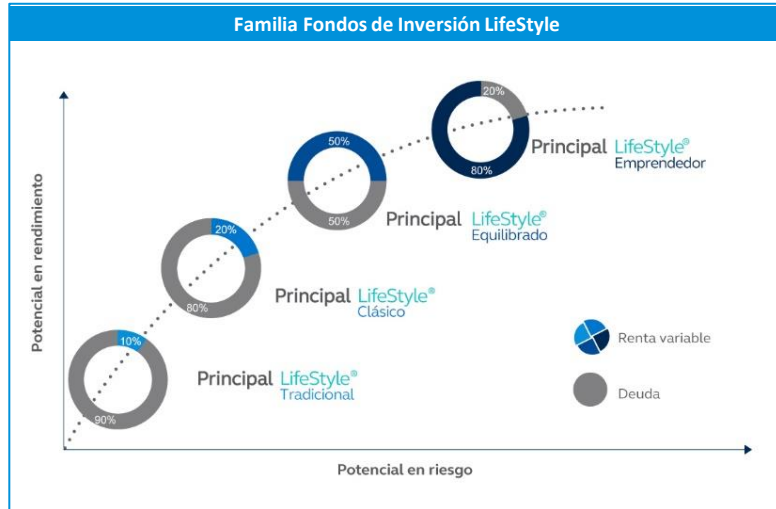 Familia Fondos de Inversión LifeStyle
Potencial en rendimiento
20%
80%
Principal LifeStyle®
Emprendedor
50%
50%
Principal LifeStyle®
Equilibrado
20%
80%
Principal LifeStyle®
Clásico
10%
90%
Principal LifeStyle®
Tradicional
Renta variable
Deuda
Potencial en riesgo